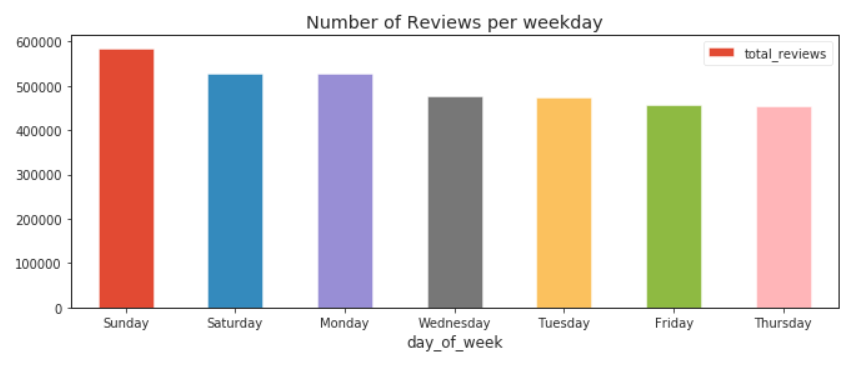 Number of Reviews per weekday
total_reviews
600000
500000
400000
300000
200000
100000
0
Sunday Saturday Monday Wednesday Tuesday Friday Thursday
day_of_week